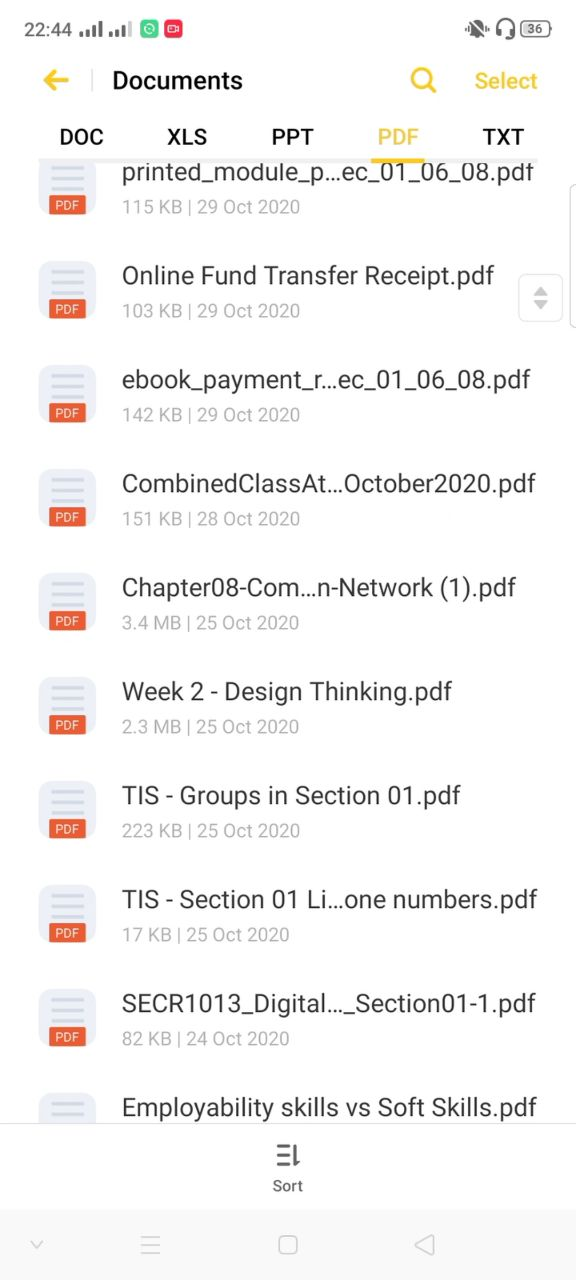 22:44
36
Documents
Select
DOC XLS PPT PDF TXT
printed_module_p...ec_01_06_08.pdf
PDF
115 KB | 29 Oct 2020
Online Fund Transfer Receipt.pdf
PDF
103 KB | 29 Oct 2020
ebook_payment_r...ec_01_06_08.pdf
PDF
142 KB | 29 Oct 2020
CombinedClassAt...October2020.pdf
PDF
151 KB | 28 Oct 2020
Chapter08-Com...n-Network (1).pdf
PDF
3.4 MB | 25 Oct 2020
Week 2 - Design Thinking.pdf
PDF
2.3 MB | 25 Oct 2020
TIS - Groups in Section 01.pdf
PDF
223 KB | 25 Oct 2020
TIS - Section 01 Li...one numbers.pdf
PDF
17 KB | 25 Oct 2020
SECR1013_Digital..._Section01-1.pdf
PDF
82 KB | 24 Oct 2020
Employability skills vs Soft Skills.pdf
Sort